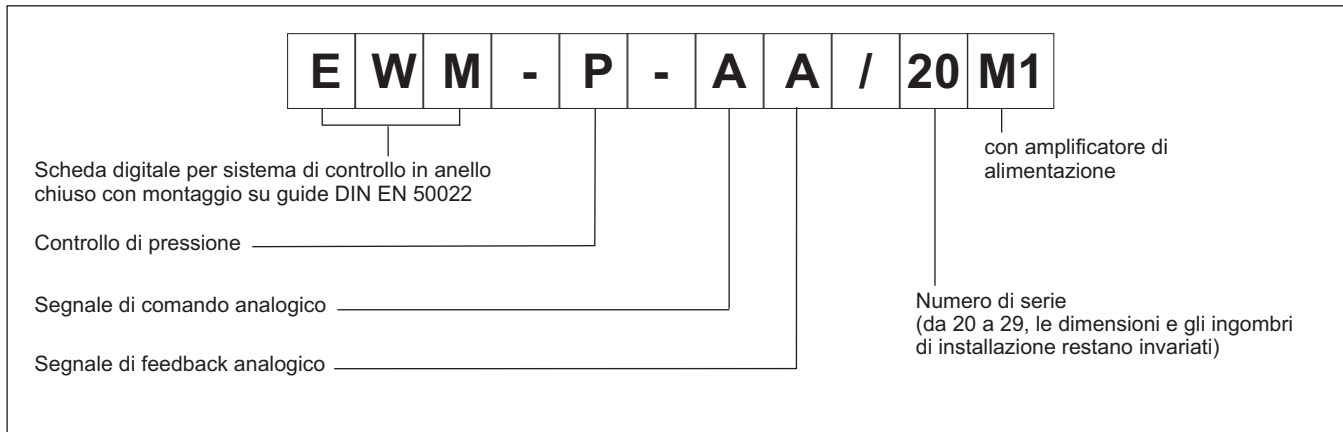 E W M - P - A A / 20 M1
Scheda digitale per sistema di controllo in anello
chiuso con montaggio su guide DIN EN 50022
con amplificatore di
alimentazione
Controllo di pressione
Segnale di comando analogico
Segnale di feedback analogico
Numero di serie
(da 20 a 29, le dimensioni e gli ingombri
di installazione restano invariati)